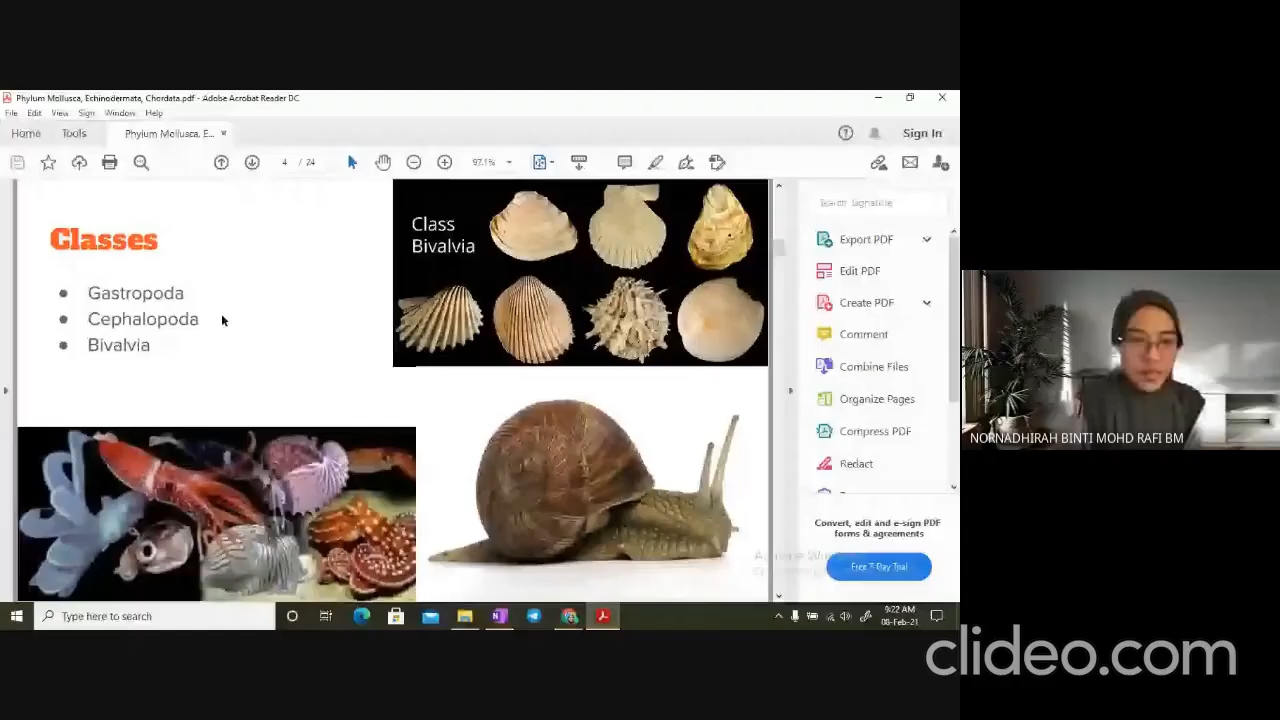 Phylum Mollusca, Echinodermata, Chordata.pdf - Adobe Acrobat Reader DC
File Edit View Sign Window Help
Home Tools Phylum Mollusca, E... × Sign In
4 / 24 97.1%
Classes
Gastropoda
Cephalopoda
Bivalvia
Class
Bivalvia
Export PDF
Edit PDF
Create PDF
Comment
Combine Files
Organize Pages
Compress PDF
Redact
Convert, edit and e-sign PDF
forms & agreements
Free 7-Day Trial
NORNADHIRAH BINTI MOHD RAFI BM
Type here to search
9:22 AM
08-Feb-21
clideo.com